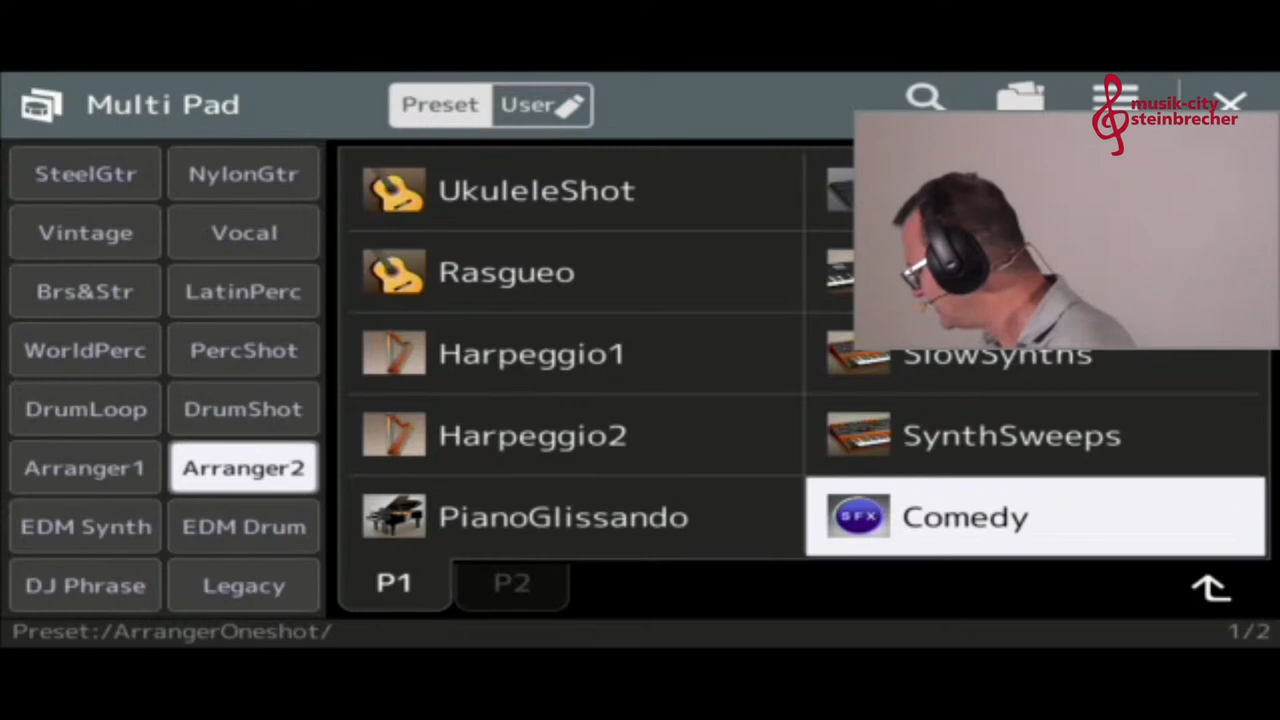 Multi Pad
Preset
User
musik-city
steinbrecher
SteelGtr
NylonGtr
Vintage
Vocal
Brs&Str
LatinPerc
WorldPerc
PercShot
DrumLoop
DrumShot
Arranger1
Arranger2
EDM Synth
EDM Drum
DJ Phrase
Legacy
UkuleleShot
Rasgueo
Harpeggio1
Harpeggio2
PianoGlissando
SlowSynths
SynthSweeps
SFX
Comedy
P1
P2
Preset:/ArrangerOneshot/
1/2